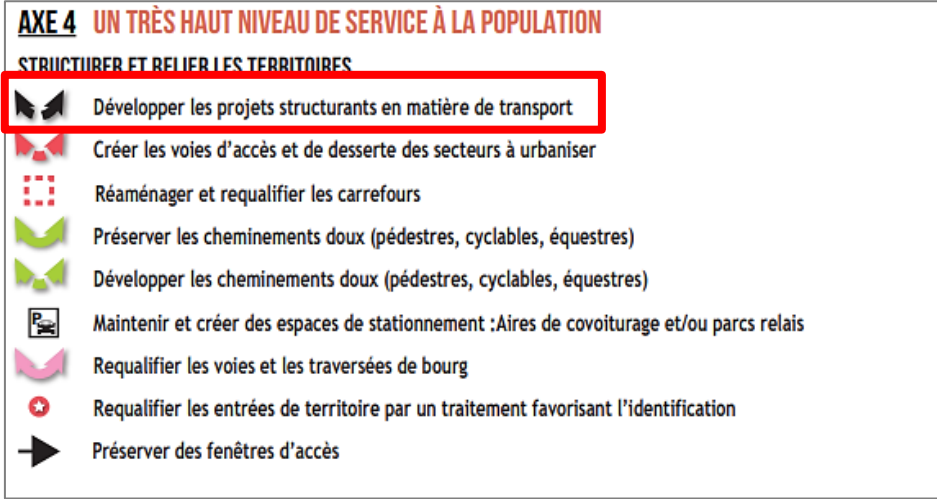 AXE 4 UN TRÈS HAUT NIVEAU DE SERVICE À LA POPULATION
STRUCTURER ET RELIER LES TERRITOIRES
Développer les projets structurants en matière de transport
Créer les voies d'accès et de desserte des secteurs à urbaniser
Réaménager et requalifier les carrefours
Préserver les cheminements doux (pédestres, cyclables, équestres)
Développer les cheminements doux (pédestres, cyclables, équestres)
P Maintenir et créer des espaces de stationnement :Aires de covoiturage et/ou parcs relais
Requalifier les voies et les traversées de bourg
Requalifier les entrées de territoire par un traitement favorisant l'identification
Préserver des fenêtres d'accès